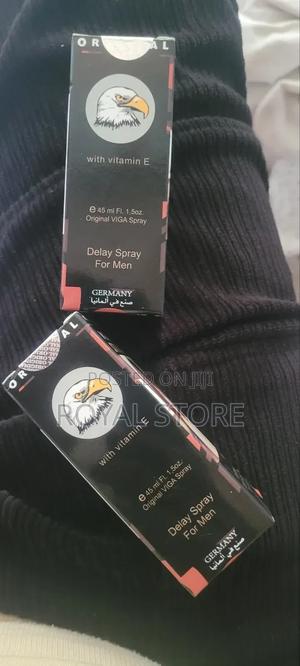 ORIGINAL
with vitamin E
℮ 45 ml Fl. 1,5oz.
Original VIGA Spray
Delay Spray
For Men
GERMANY
صنع في ألمانيا
POSTED ON JIJI
ROYAL STORE
with vitamin E
℮ 45 ml Fl. 1,5oz.
Original VIGA Spray
Delay Spray
For Men
GERMANY
صنع في ألمانيا